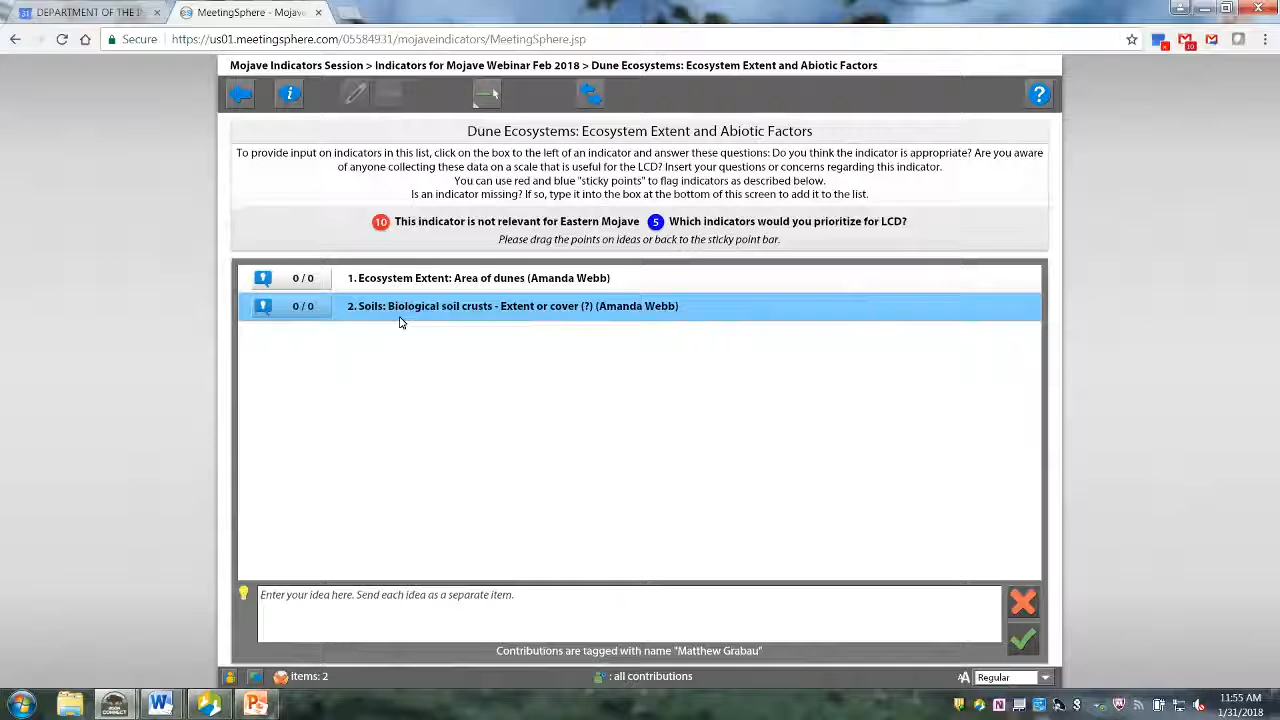 DEPARTMENT OF THE I
MeetingSphere - Mojave
Secure
https://us01.meetingsphere.com/05584931/mojaveindicators/MeetingSphere.jsp
Mojave Indicators Session > Indicators for Mojave Webinar Feb 2018 > Dune Ecosystems: Ecosystem Extent and Abiotic Factors
Dune Ecosystems: Ecosystem Extent and Abiotic Factors
To provide input on indicators in this list, click on the box to the left of an indicator and answer these questions: Do you think the indicator is appropriate? Are you aware
of anyone collecting these data on a scale that is useful for the LCD? Insert your questions or concerns regarding this indicator.
You can use red and blue "sticky points" to flag indicators as described below.
Is an indicator missing? If so, type it into the box at the bottom of this screen to add it to the list.
10 This indicator is not relevant for Eastern Mojave 5 Which indicators would you prioritize for LCD?
Please drag the points on ideas or back to the sticky point bar.
0 / 0 1. Ecosystem Extent: Area of dunes (Amanda Webb)
0 / 0 2. Soils: Biological soil crusts - Extent or cover (?) (Amanda Webb)
Enter your idea here. Send each idea as a separate item.
Contributions are tagged with name "Matthew Grabau"
items: 2
: all contributions
AA Regular
11:55 AM
1/31/2018